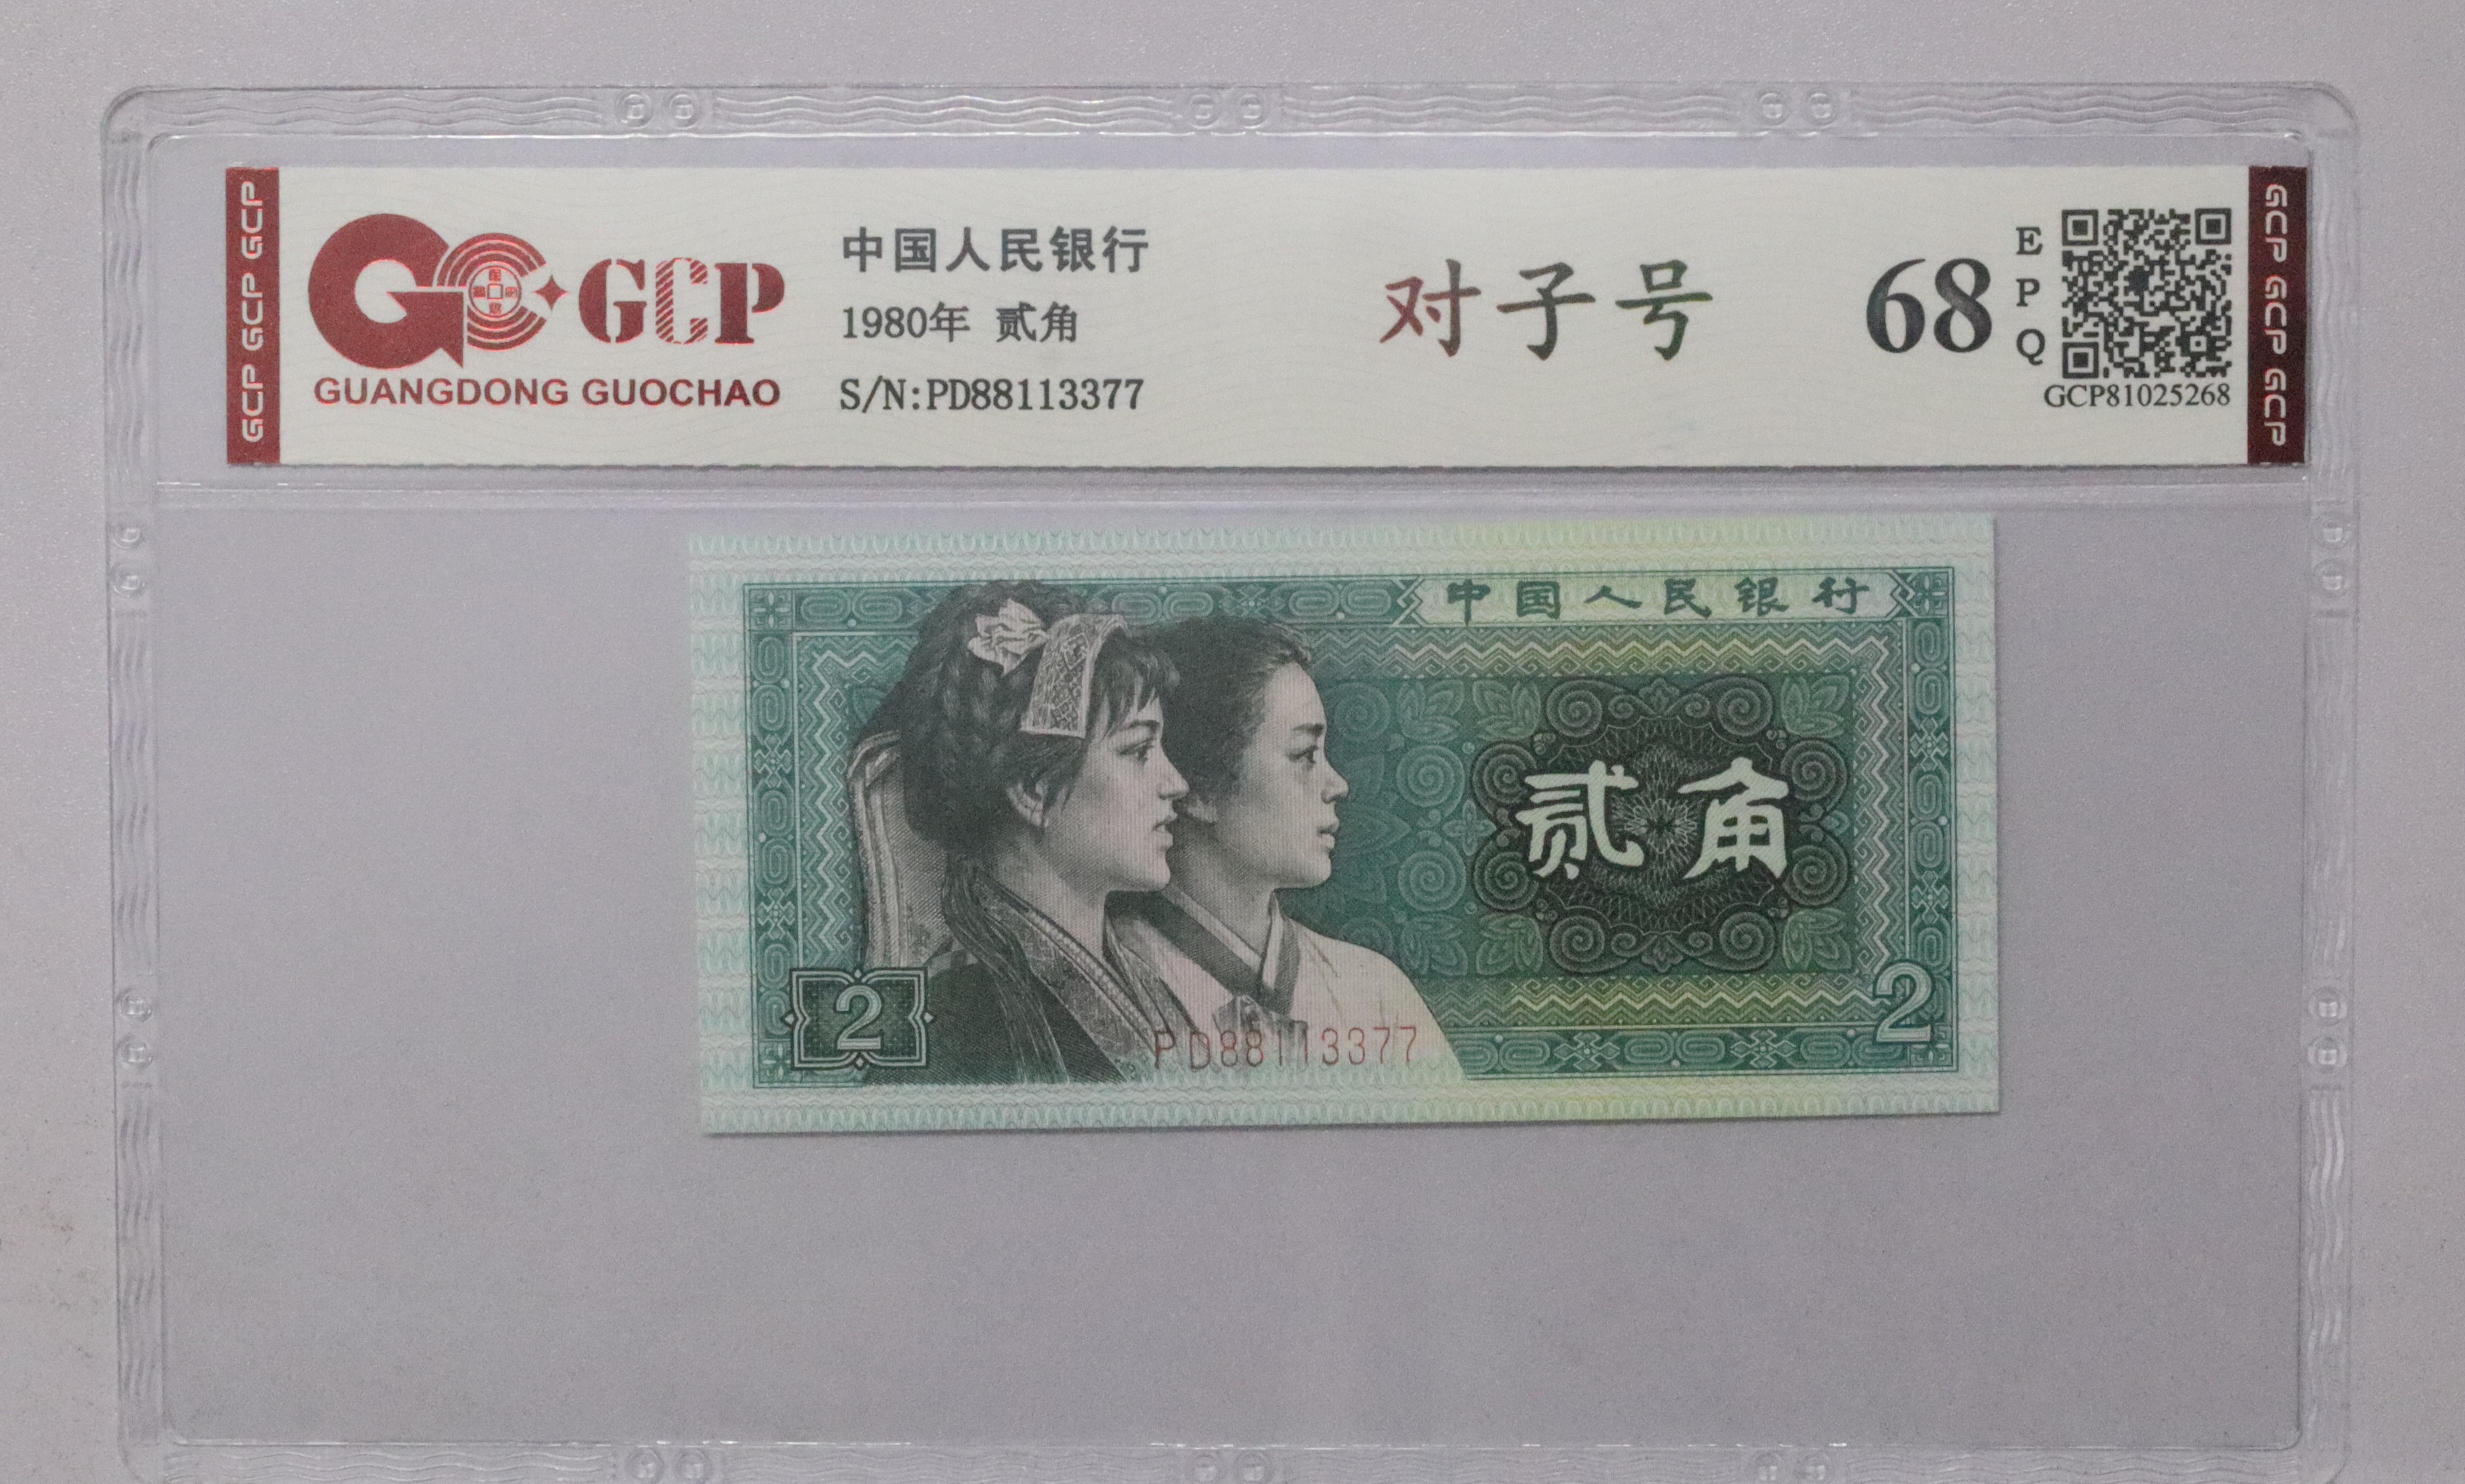 GCP GCP GCP
GCP
GUANGDONG GUOCHAO
中国人民银行
1980年 贰角
S/N:PD88113377
对子号
68
EPQ
GCP81025268
GCP GCP GCP
中国人民银行
贰角
2
PD88113377
2